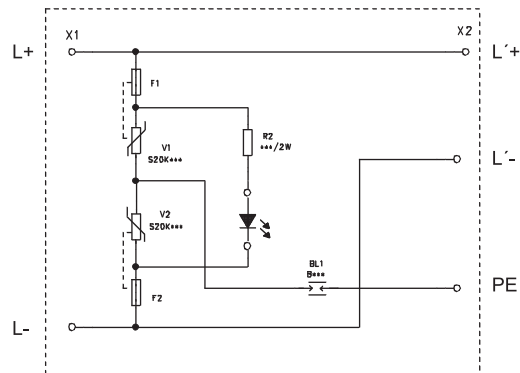 X1
X2
L+
L´+
F1
R2
***/2W
V1
S20K***
L´-
V2
S20K***
BL1
B***
PE
F2
L-